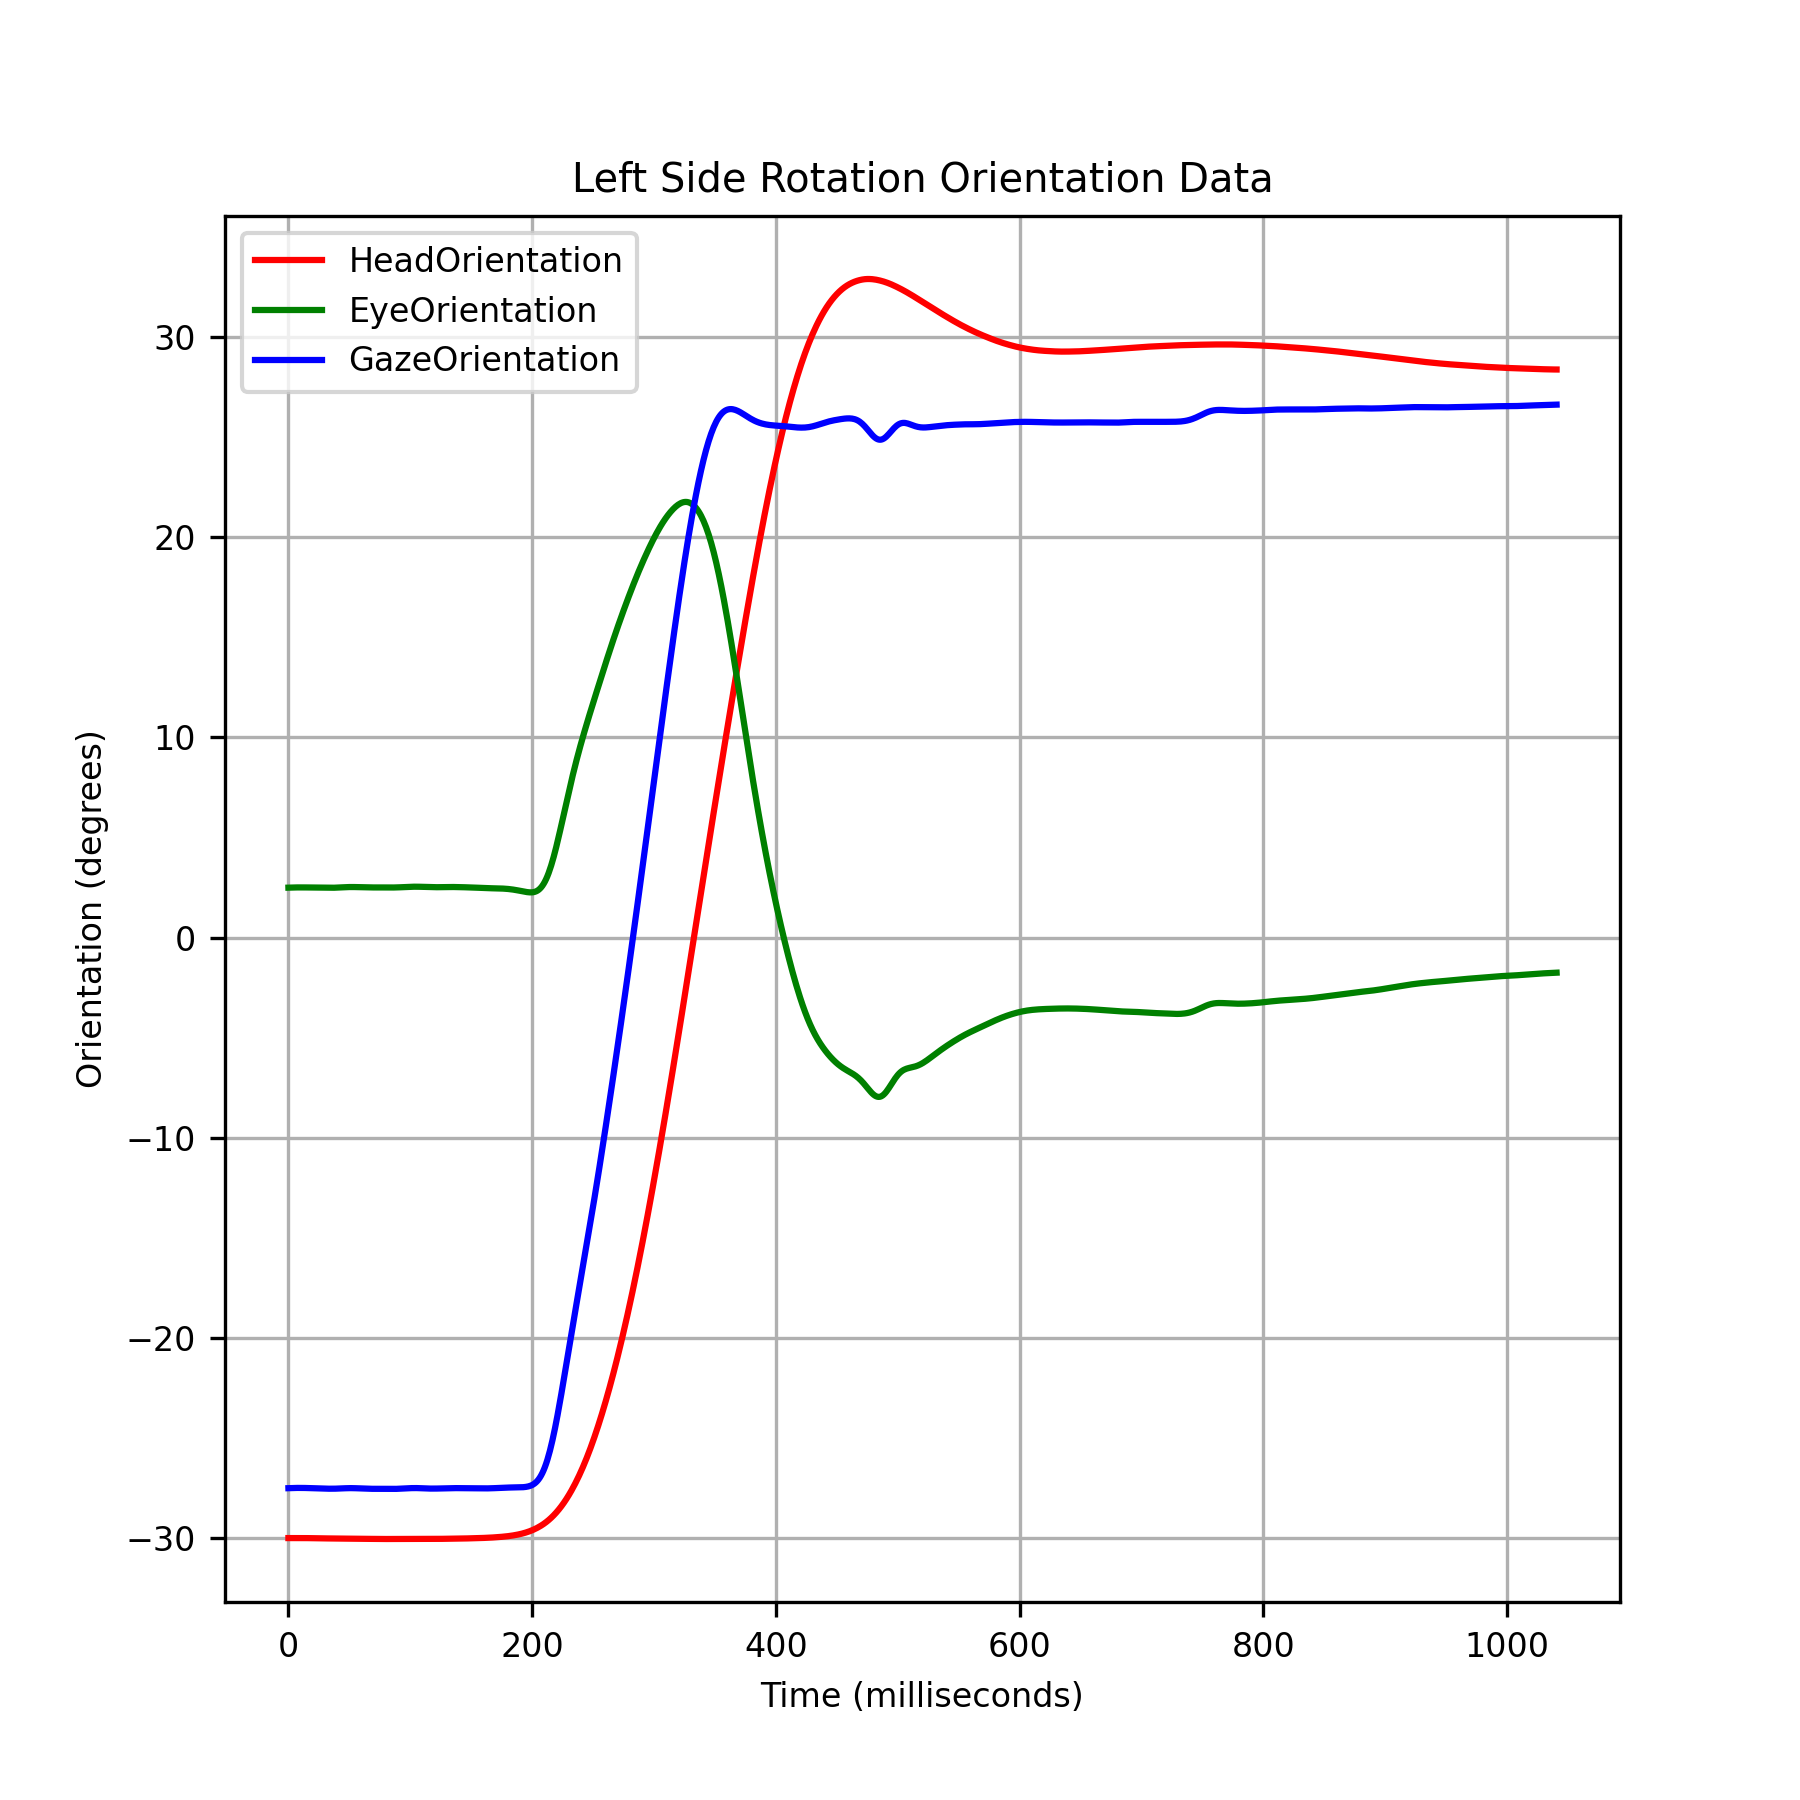 Left Side Rotation Orientation Data
HeadOrientation
EyeOrientation
GazeOrientation
30
20
10
0
−10
−20
−30
Orientation (degrees)
0 200 400 600 800 1000
Time (milliseconds)